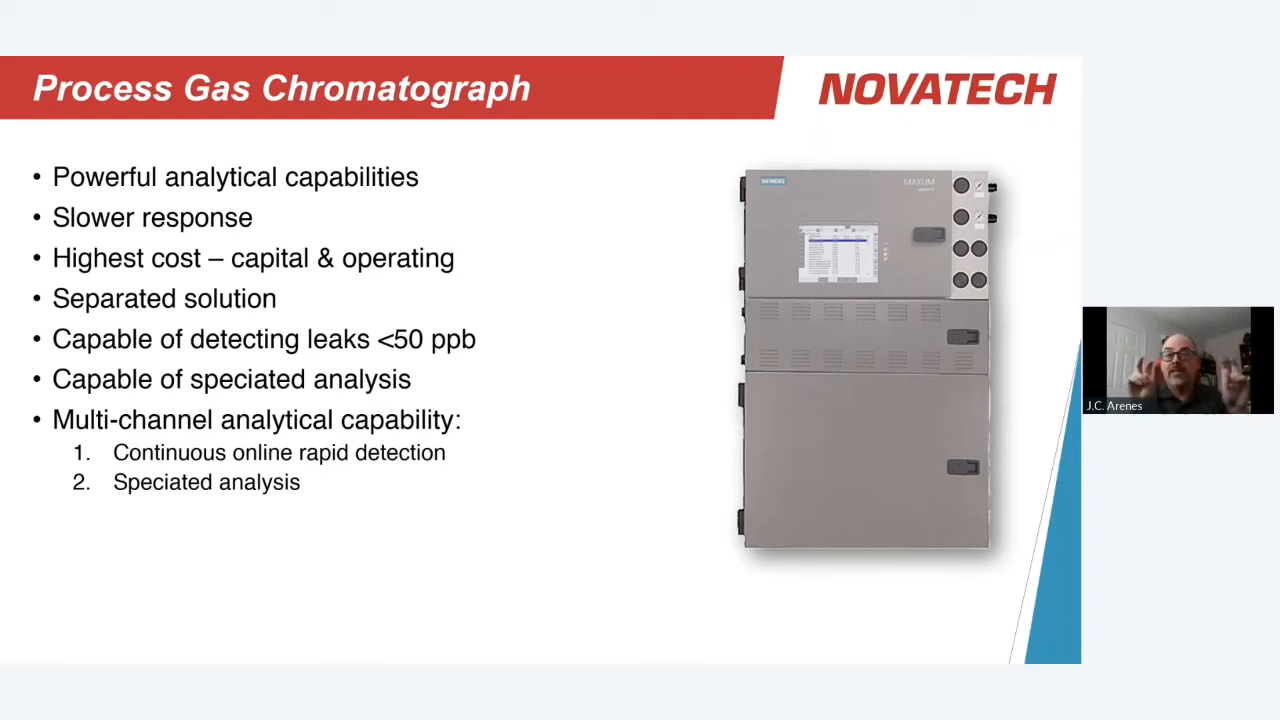 Process Gas Chromatograph
NOVATECH
• Powerful analytical capabilities
• Slower response
• Highest cost – capital & operating
• Separated solution
• Capable of detecting leaks <50 ppb
• Capable of speciated analysis
• Multi-channel analytical capability:
1. Continuous online rapid detection
2. Speciated analysis
SIEMENS
MAXUM
J.C. Arenes